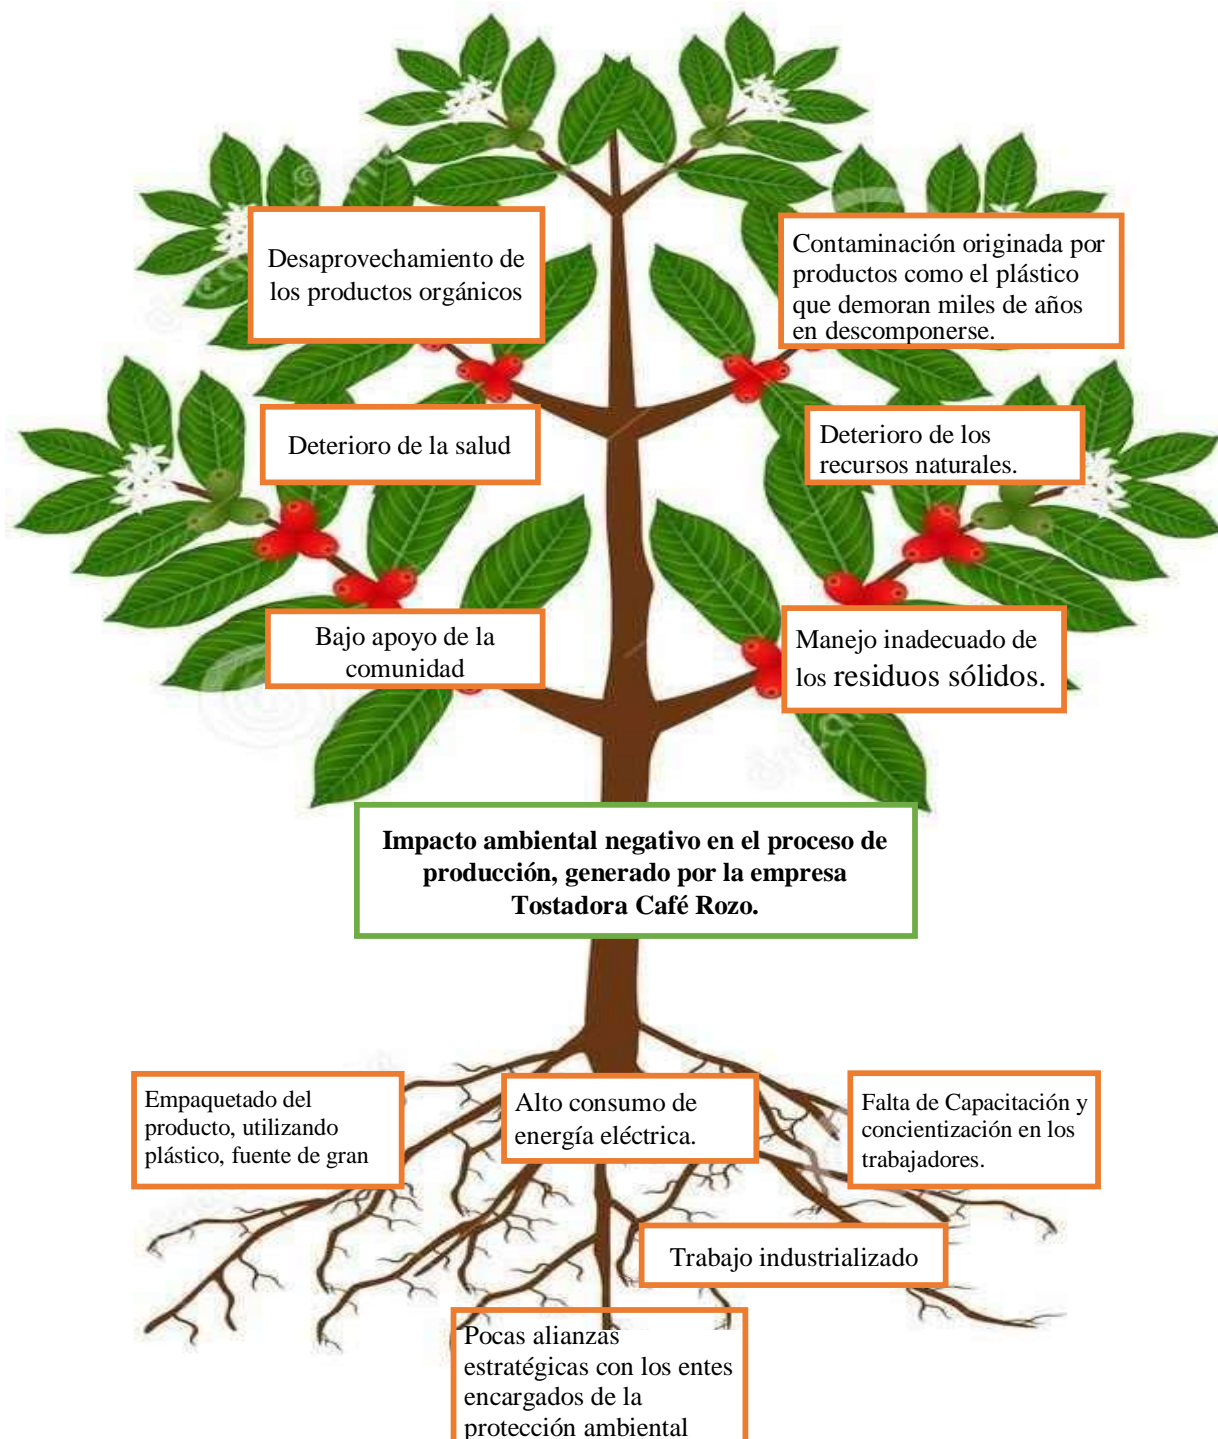 Desaprovechamiento de
los productos orgánicos
Contaminación originada por
productos como el plástico
que demoran miles de años
en descomponerse.
Deterioro de la salud
Deterioro de los
recursos naturales.
Bajo apoyo de la
comunidad
Manejo inadecuado de
los residuos sólidos.
Impacto ambiental negativo en el proceso de
producción, generado por la empresa
Tostadora Café Rozo.
Empaquetado del
producto, utilizando
plástico, fuente de gran
Alto consumo de
energía eléctrica.
Falta de Capacitación y
concientización en los
trabajadores.
Trabajo industrializado
Pocas alianzas
estratégicas con los entes
encargados de la
protección ambiental